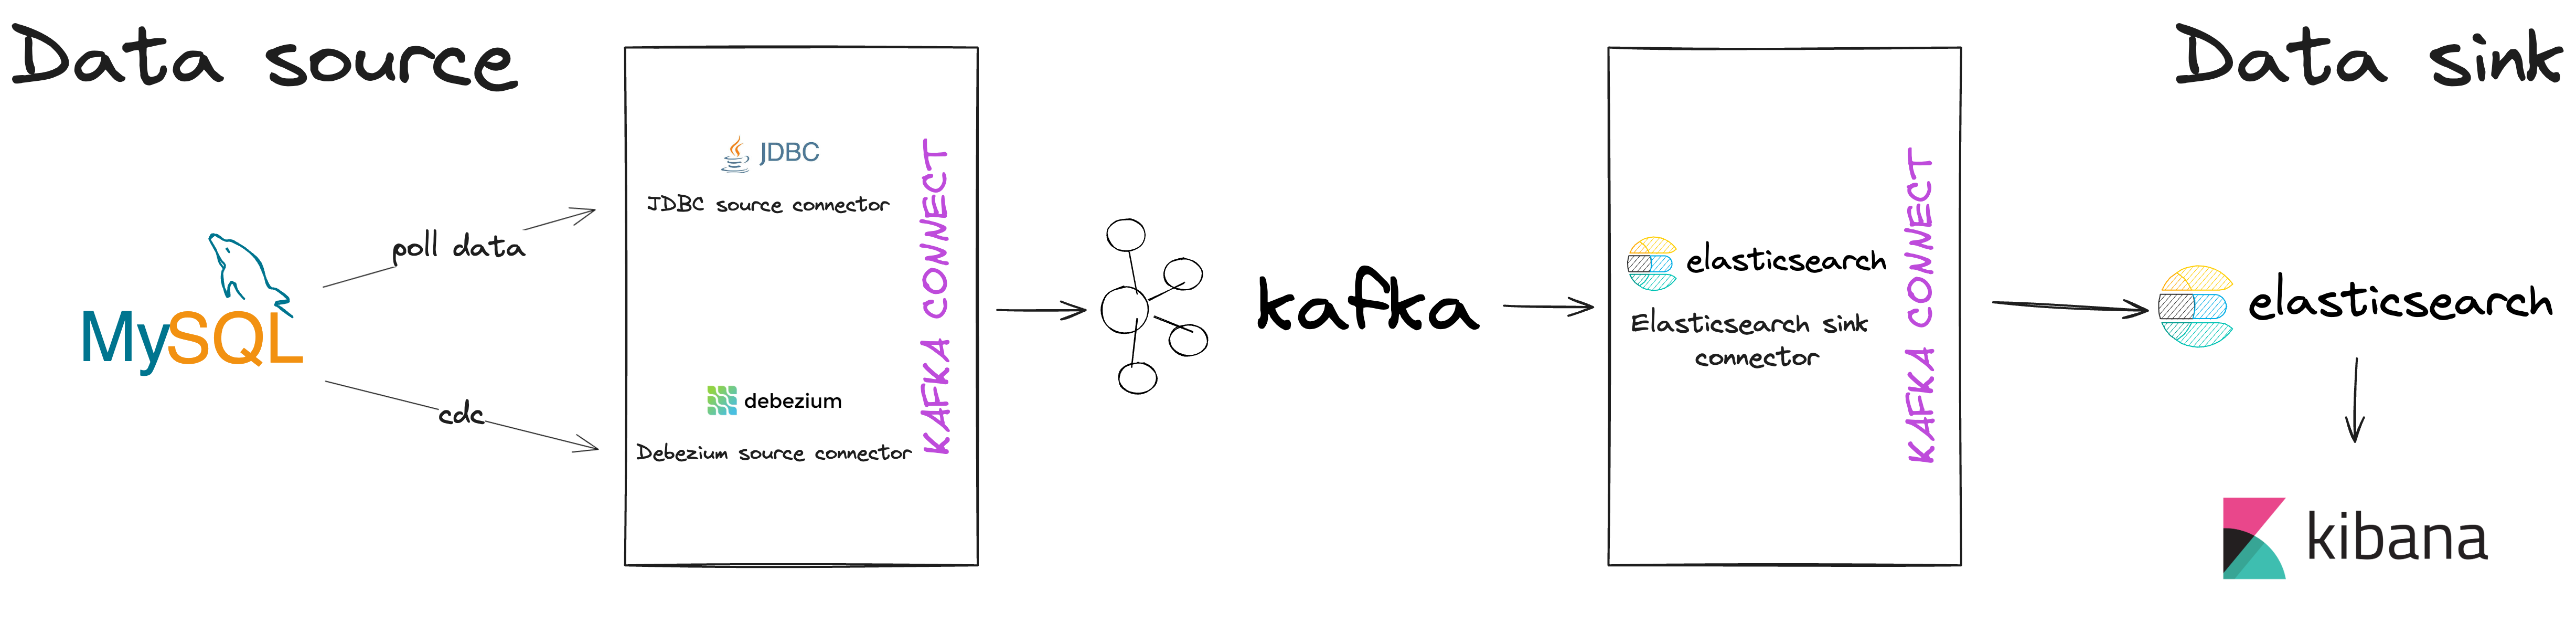 Data source
MySQL
poll data
cdc
JDBC
JDBC source connector
debezium
Debezium source connector
KAFKA CONNECT
kafka
elasticsearch
Elasticsearch sink
connector
KAFKA CONNECT
Data sink
elasticsearch
kibana